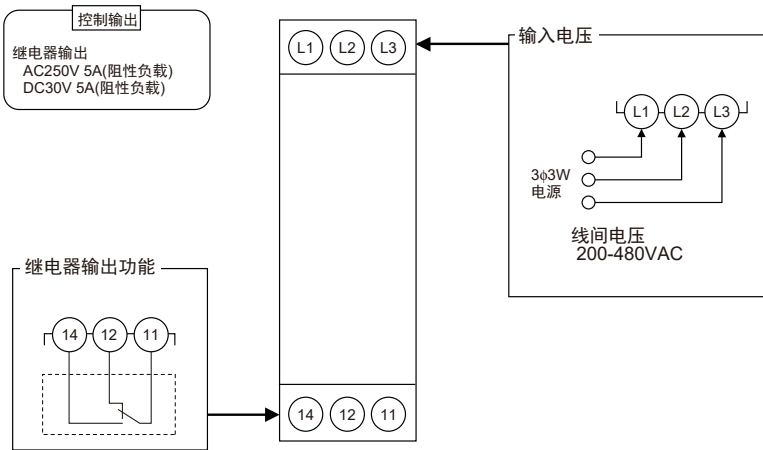 控制输出
继电器输出
AC250V 5A(阻性负载)
DC30V 5A(阻性负载)
L1 L2 L3
输入电压
L1 L2 L3
3ϕ3W
电源
线间电压
200-480VAC
继电器输出功能
14 12 11
14 12 11